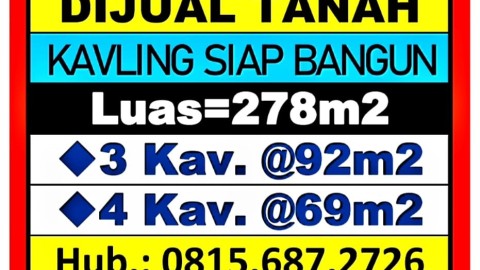 DIJUAL TANAH
KAVLING SIAP BANGUN
Luas=278m2
◆3 Kav. @92m2
◆4 Kav. @69m2
Hub.: 0815.687.2726